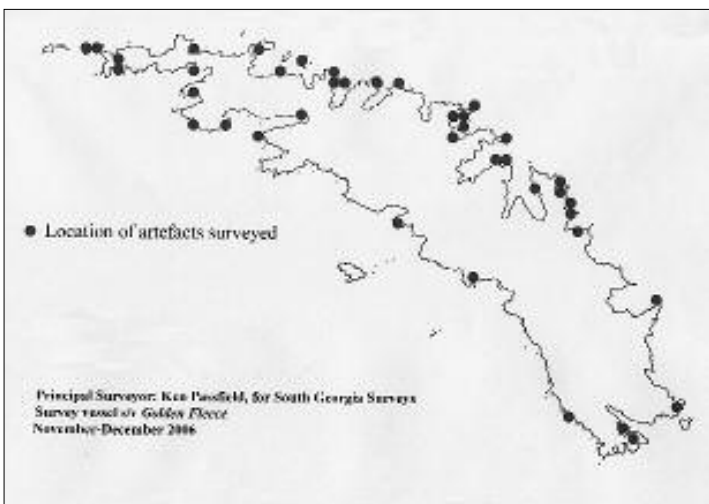 Location of artefacts surveyed
Principal Surveyor: Ken Passfield, for South Georgia Surveys
Survey vessel s/v Golden Fleece
November-December 2006